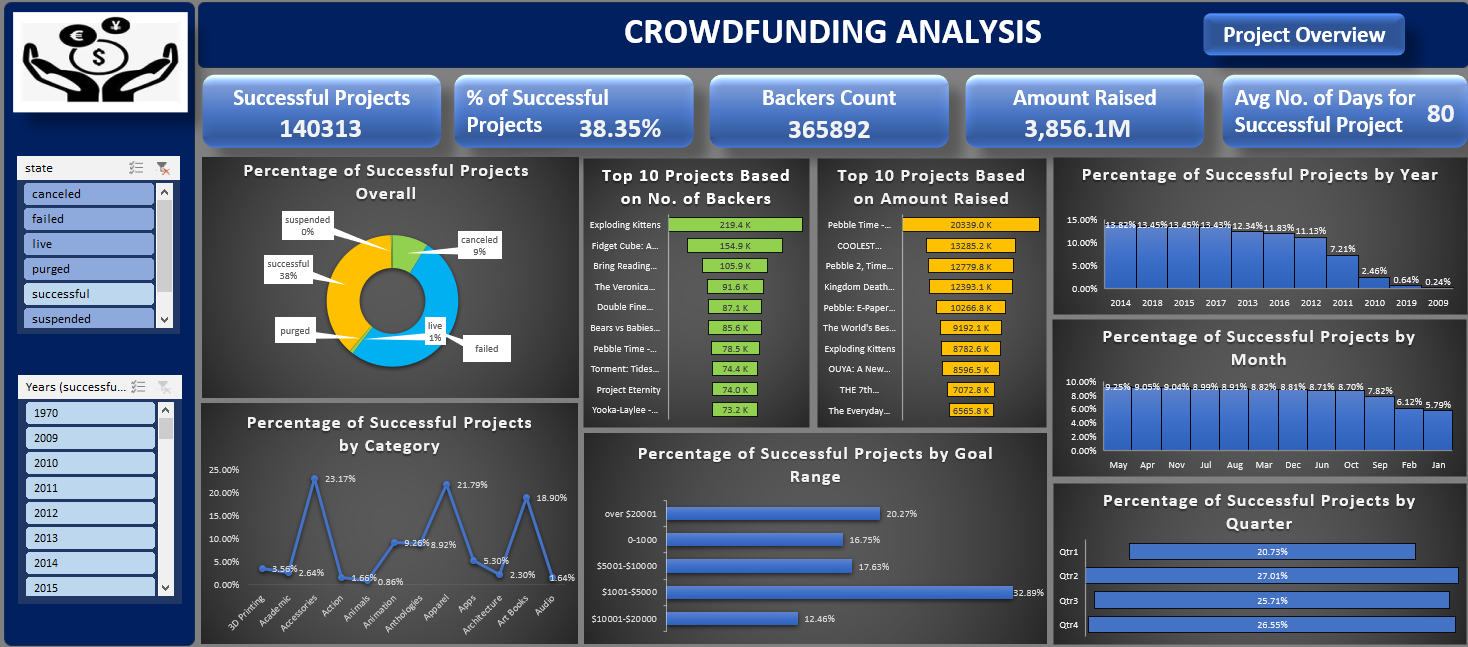 €
¥
$
CROWDFUNDING ANALYSIS
Project Overview
Successful Projects
140313
% of Successful
Projects 38.35%
Backers Count
365892
Amount Raised
3,856.1M
Avg No. of Days for
Successful Project 80
state
canceled
failed
live
purged
successful
suspended
Years (successfu...
1970
2009
2010
2011
2012
2013
2014
2015
Percentage of Successful Projects
Overall
suspended
0%
canceled
9%
successful
38%
purged
live
1%
failed
Top 10 Projects Based
on No. of Backers
Exploding Kittens 219.4 K
Fidget Cube: A... 154.9 K
Bring Reading... 105.9 K
The Veronica... 91.6 K
Double Fine... 87.1 K
Bears vs Babies... 85.6 K
Pebble Time -... 78.5 K
Torment: Tides... 74.4 K
Project Eternity 74.0 K
Yooka-Laylee -... 73.2 K
Top 10 Projects Based
on Amount Raised
Pebble Time -... 20339.0 K
COOLEST... 13285.2 K
Pebble 2, Time... 12779.8 K
Kingdom Death... 12393.1 K
Pebble: E-Paper... 10266.8 K
The World's Bes... 9192.1 K
Exploding Kittens 8782.6 K
OUYA: A New... 8596.5 K
THE 7th... 7072.8 K
The Everyday... 6565.8 K
Percentage of Successful Projects by Year
15.00%
10.00%
5.00%
0.00%
13.82% 13.45% 13.45% 13.43% 12.34% 11.83% 11.13% 7.21% 2.46% 0.64% 0.24%
2014 2018 2015 2017 2013 2016 2012 2011 2010 2019 2009
Percentage of Successful Projects by
Month
10.00%
8.00%
6.00%
4.00%
2.00%
0.00%
9.25% 9.05% 9.04% 8.99% 8.91% 8.82% 8.81% 8.71% 8.70% 7.82% 6.12% 5.79%
May Apr Nov Jul Aug Mar Dec Jun Oct Sep Feb Jan
Percentage of Successful Projects
by Category
25.00%
20.00%
15.00%
10.00%
5.00%
0.00%
3.56% 2.64% 23.17% 1.66% 0.86% 9.26% 8.92% 21.79% 5.30% 2.30% 18.90% 1.64%
3D Printing Academic Accessories Action Animals Animation Anthologies Apparel Apps Architecture Art Books Audio
Percentage of Successful Projects by Goal
Range
over $20001 20.27%
0-1000 16.75%
$5001-$10000 17.63%
$1001-$5000 32.89%
$10001-$20000 12.46%
Percentage of Successful Projects by
Quarter
Qtr1 20.73%
Qtr2 27.01%
Qtr3 25.71%
Qtr4 26.55%